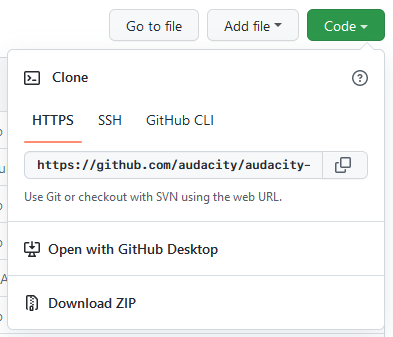 Go to file
Add file
Code
Clone
HTTPS
SSH
GitHub CLI
https://github.com/audacity/audacity-
Use Git or checkout with SVN using the web URL.
Open with GitHub Desktop
Download ZIP